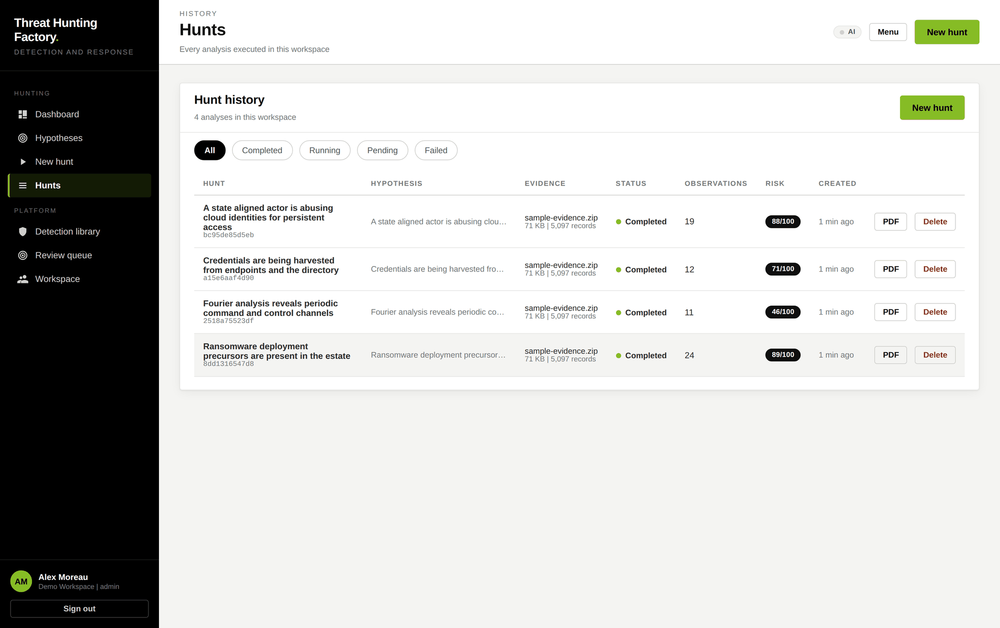 Threat Hunting
Factory.
DETECTION AND RESPONSE
HUNTING
Dashboard
Hypotheses
New hunt
Hunts
PLATFORM
Detection library
Review queue
Workspace
AM
Alex Moreau
Demo Workspace | admin
Sign out
HISTORY
Hunts
Every analysis executed in this workspace
AI
Menu
New hunt
Hunt history
4 analyses in this workspace
New hunt
All
Completed
Running
Pending
Failed
HUNT HYPOTHESIS EVIDENCE STATUS OBSERVATIONS RISK CREATED
A state aligned actor is abusing
cloud identities for persistent
access
bc95de85d5eb
A state aligned actor is abusing clou…
sample-evidence.zip
71 KB | 5,097 records
Completed
19
88/100
1 min ago
PDF
Delete
Credentials are being harvested
from endpoints and the directory
a15e6aaf4d90
Credentials are being harvested fro…
sample-evidence.zip
71 KB | 5,097 records
Completed
12
71/100
1 min ago
PDF
Delete
Fourier analysis reveals periodic
command and control channels
2518a75523df
Fourier analysis reveals periodic co…
sample-evidence.zip
71 KB | 5,097 records
Completed
11
46/100
1 min ago
PDF
Delete
Ransomware deployment
precursors are present in the estate
8dd1316547d8
Ransomware deployment precursor…
sample-evidence.zip
71 KB | 5,097 records
Completed
24
89/100
1 min ago
PDF
Delete